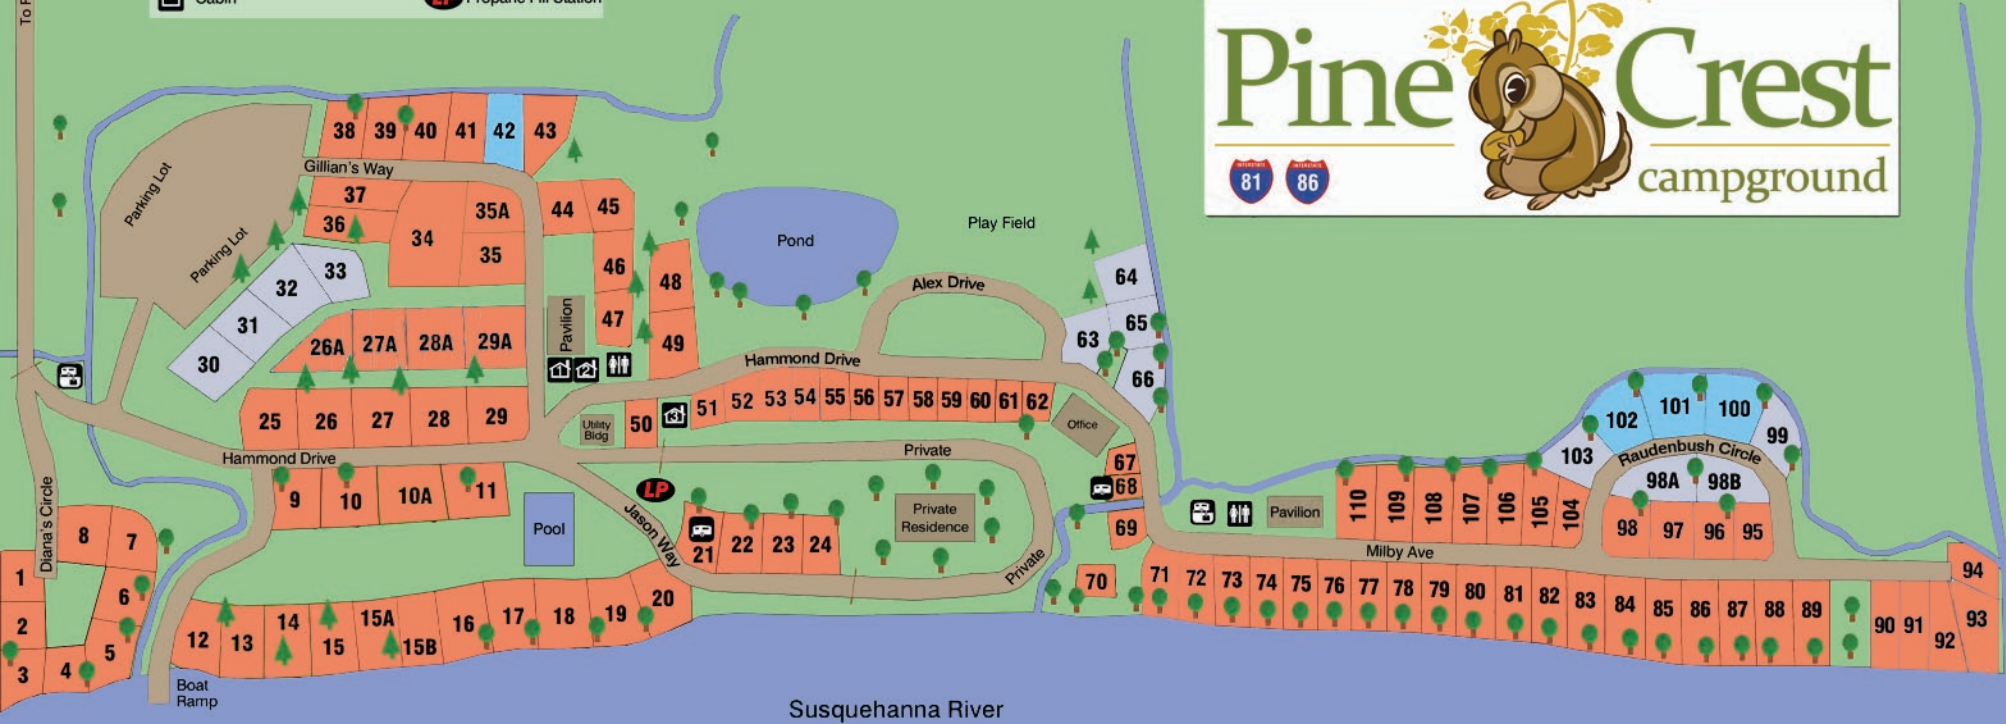 To
Cabin
LP Propane Fill Station
Pine Crest
campground
INTERSTATE
81
INTERSTATE
86
38 39 40 41 42 43
Gillian's Way
Parking Lot
Parking Lot
37
36
34
35A
35
44 45
46
47
48
49
33
32
31
30
26A 27A 28A 29A
25 26 27 28 29
Pavilion
1 2
Pond
Play Field
Alex Drive
Hammond Drive
64
65
63
66
50
3
51 52 53 54 55 56 57 58 59 60 61 62
Utility
Bldg
Office
Private
Hammond Drive
9 10 10A 11
Pool
LP
Jason Way
21 22 23 24
Private
Residence
Private
67
68
69
70
Diana's Circle
8 7
6
5
1
2
3
4
12 13 14 15 15A 15B 16 17 18 19 20
Boat
Ramp
Pavilion
110 109 108 107 106 105 104
103
102 101 100
99
Raudenbush Circle
98A 98B
98 97 96 95
Milby Ave
71 72 73 74 75 76 77 78 79 80 81 82 83 84 85 86 87 88 89
90 91 92 93
94
Susquehanna River